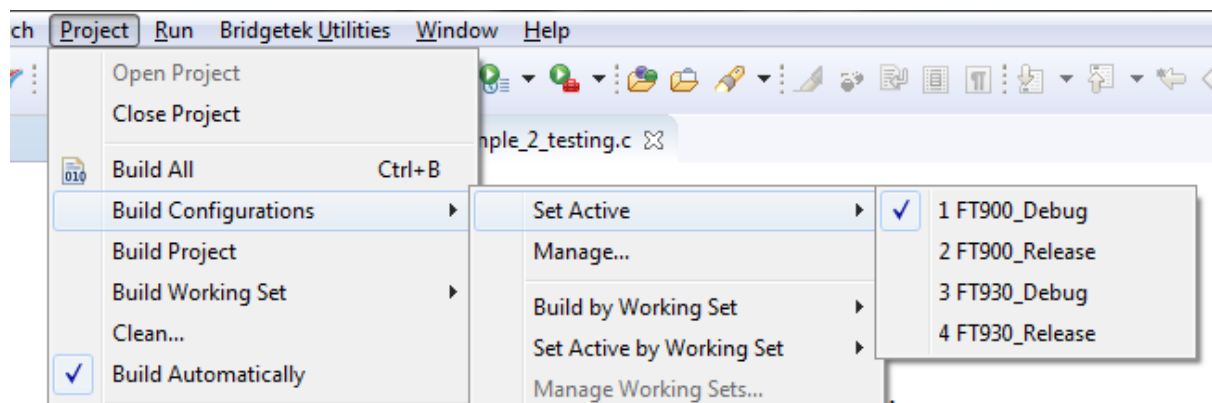 ch Project Run Bridgetek Utilities Window Help
Open Project
Close Project
mple_2_testing.c
010
Build All Ctrl+B
Build Configurations
Build Project
Build Working Set
Clean...
Build Automatically
Set Active
Manage...
Build by Working Set
Set Active by Working Set
Manage Working Sets...
1 FT900_Debug
2 FT900_Release
3 FT930_Debug
4 FT930_Release